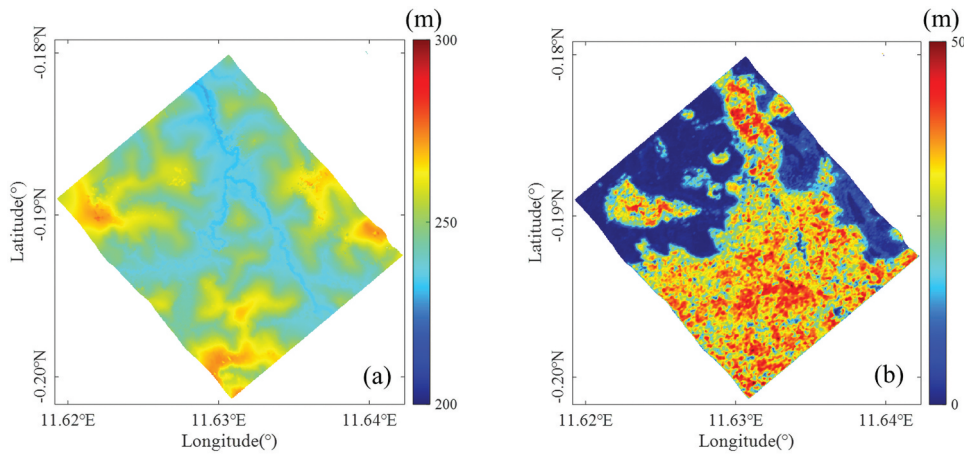 (m)
300
250
200
-0.18°N
-0.19°N
-0.20°N
Latitude(°)
11.62°E
11.63°E
11.64°E
Longitude(°)
(a)
(m)
50
0
-0.18°N
-0.19°N
-0.20°N
Latitude(°)
11.62°E
11.63°E
11.64°E
Longitude(°)
(b)